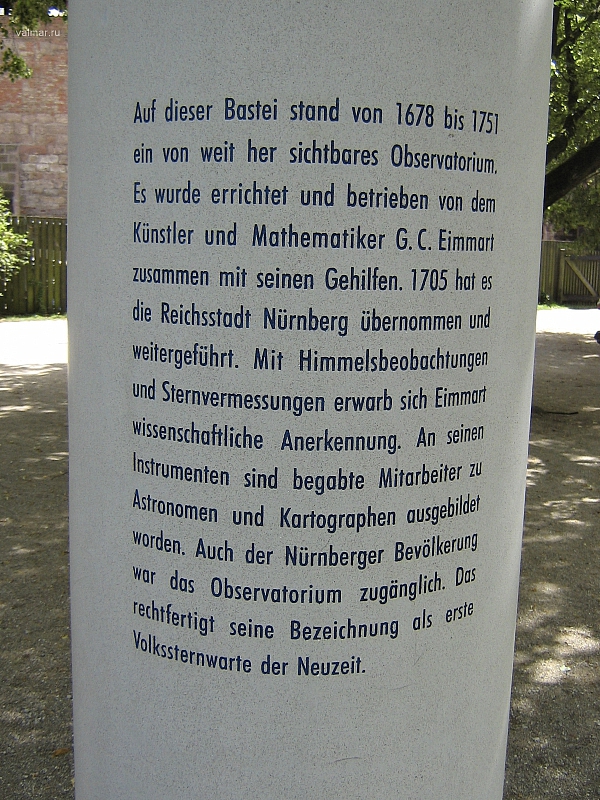 valmar.ru
Auf dieser Bastei stand von 1678 bis 1751
ein von weit her sichtbares Observatorium.
Es wurde errichtet und betrieben von dem
Künstler und Mathematiker G. C. Eimmart
zusammen mit seinen Gehilfen. 1705 hat es
die Reichsstadt Nürnberg übernommen und
weitergeführt. Mit Himmelsbeobachtungen
und Sternvermessungen erwarb sich Eimmart
wissenschaftliche Anerkennung. An seinen
Instrumenten sind begabte Mitarbeiter zu
Astronomen und Kartographen ausgebildet
worden. Auch der Nürnberger Bevölkerung
war das Observatorium zugänglich. Das
rechtfertigt seine Bezeichnung als erste
Volkssternwarte der Neuzeit.